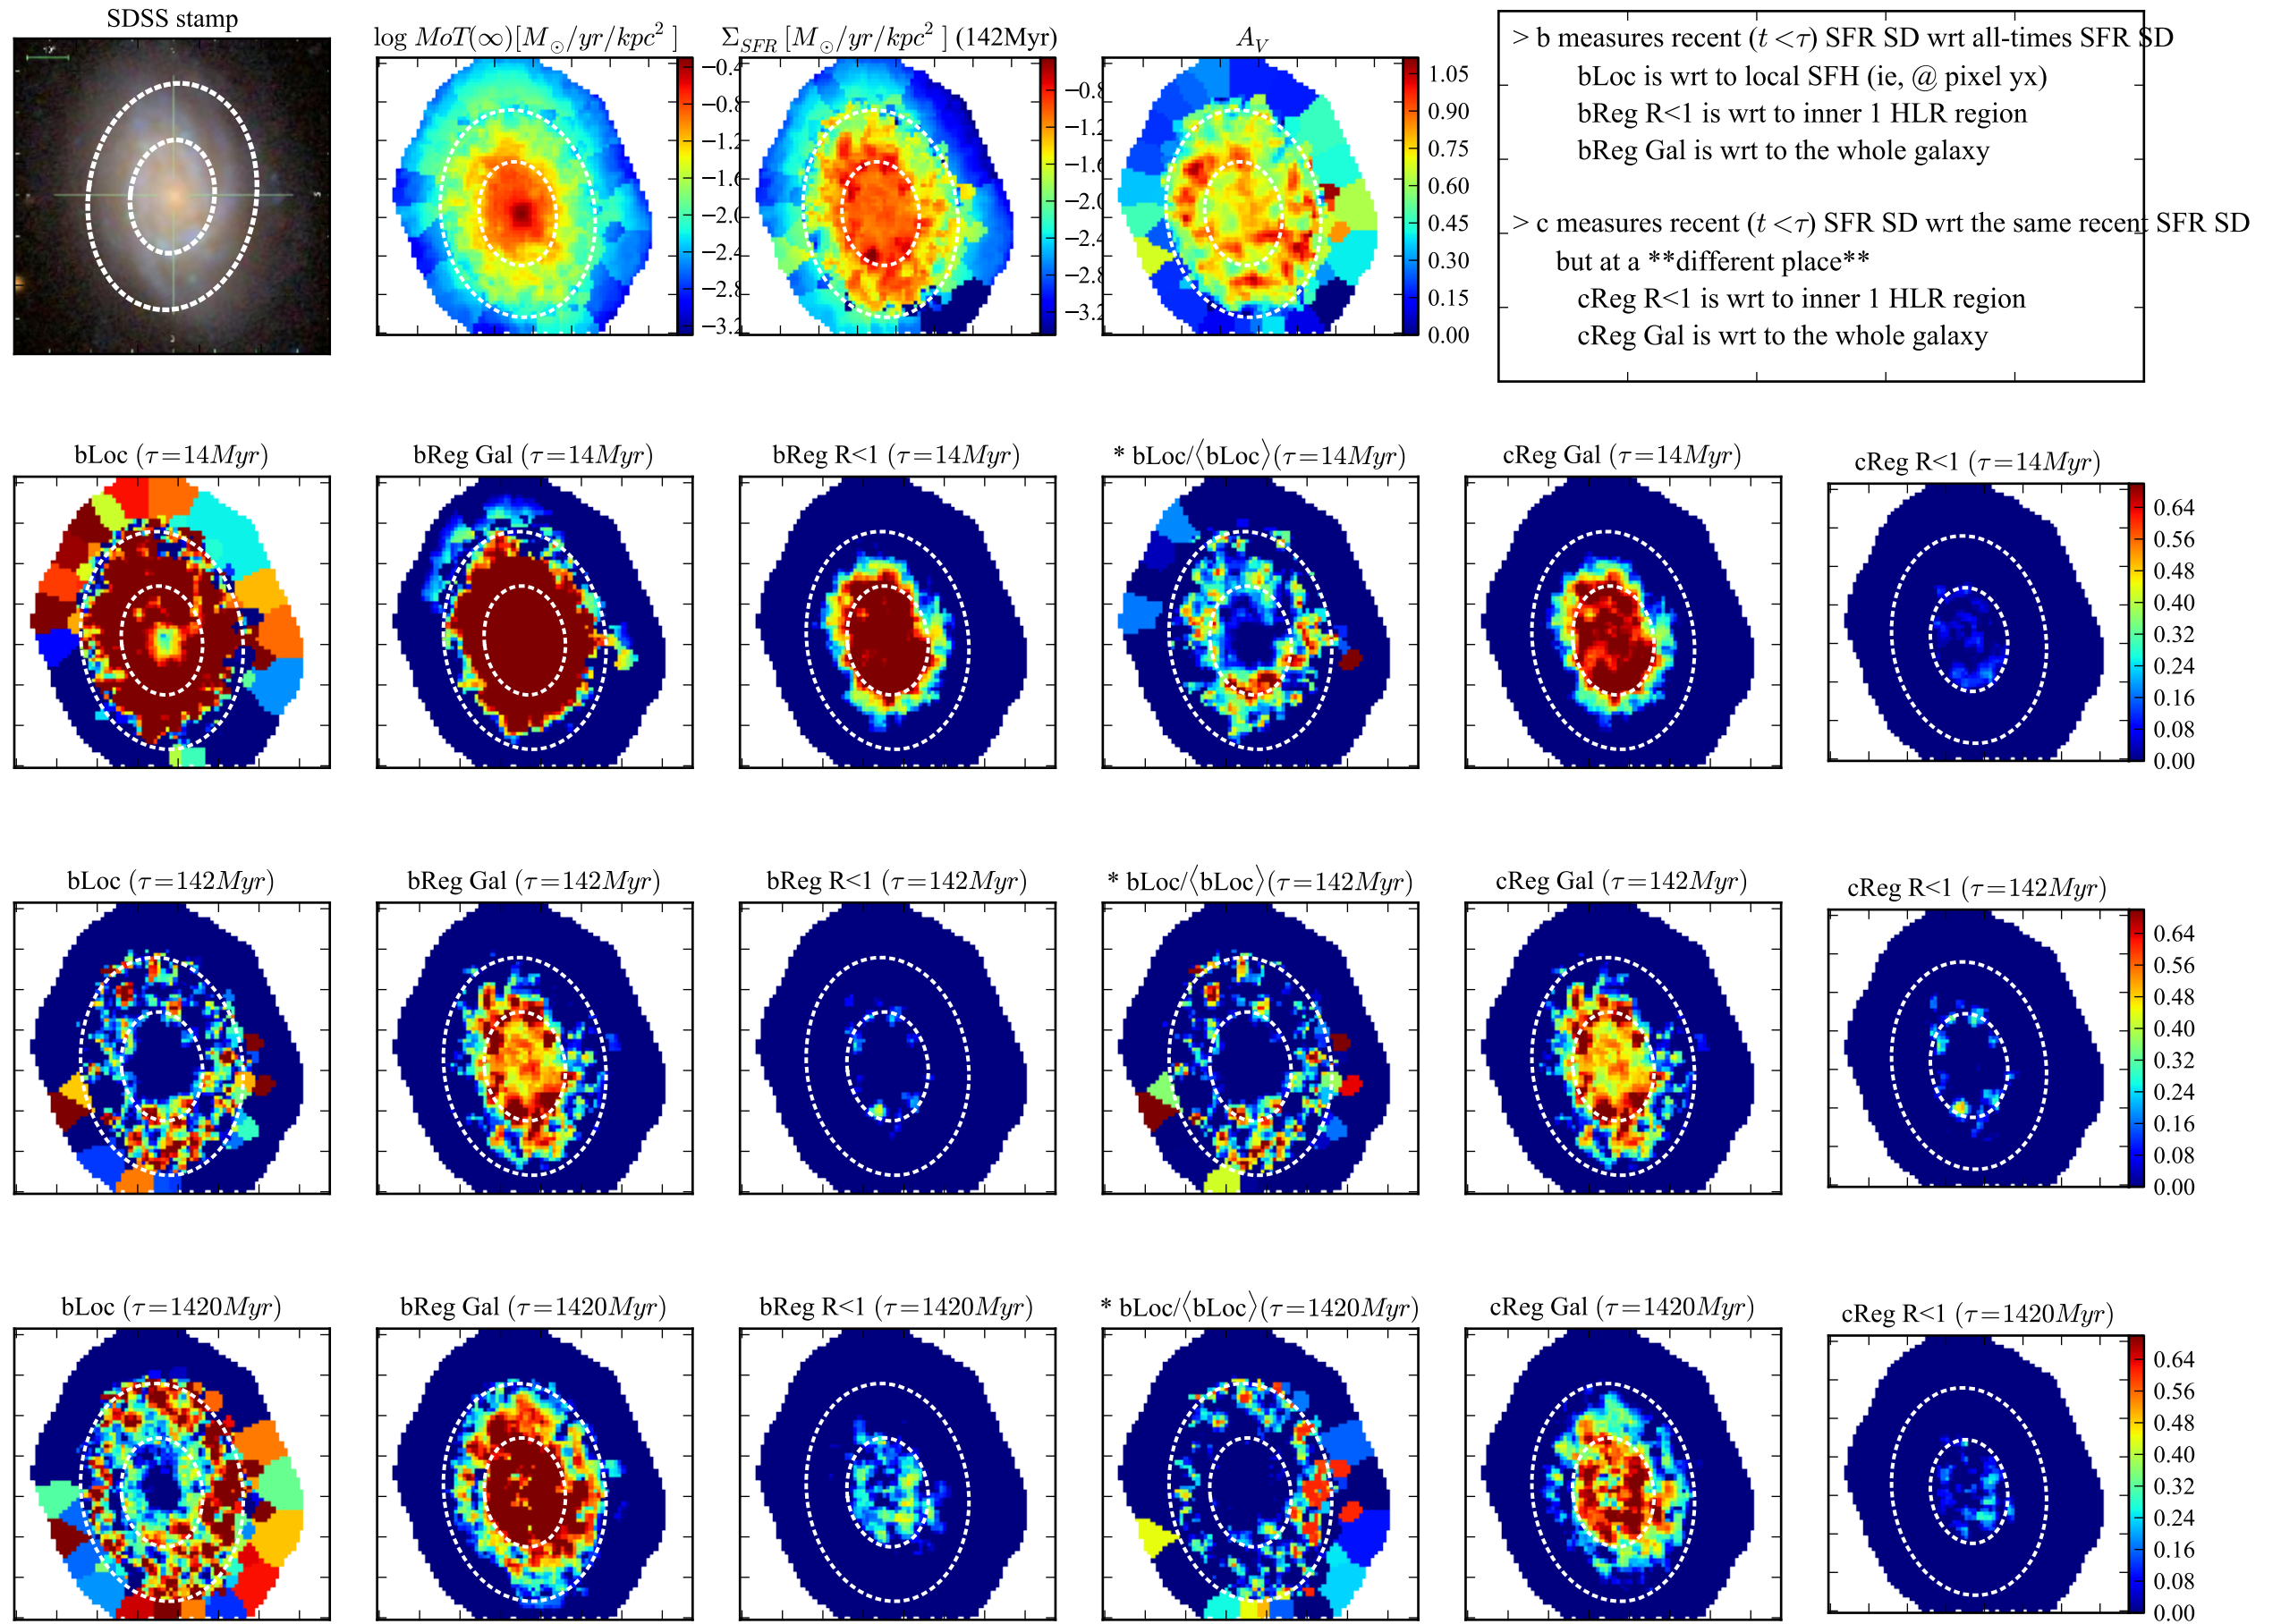 SDSS stamp
log MoT(∞)[M⊙/yr/kpc² ]
Σ_SFR [M⊙/yr/kpc² ] (142Myr)
A_V
−0.4
−0.8
−1.2
−1.6
−2.0
−2.4
−2.8
−3.2
−0.8
−1.2
−1.6
−2.0
−2.4
−2.8
−3.2
1.05
0.90
0.75
0.60
0.45
0.30
0.15
0.00
> b measures recent (t <τ) SFR SD wrt all-times SFR SD
bLoc is wrt to local SFH (ie, @ pixel yx)
bReg R<1 is wrt to inner 1 HLR region
bReg Gal is wrt to the whole galaxy
> c measures recent (t <τ) SFR SD wrt the same recent SFR SD
but at a **different place**
cReg R<1 is wrt to inner 1 HLR region
cReg Gal is wrt to the whole galaxy
bLoc (τ=14Myr)
bReg Gal (τ=14Myr)
bReg R<1 (τ=14Myr)
* bLoc/⟨bLoc⟩(τ=14Myr)
cReg Gal (τ=14Myr)
cReg R<1 (τ=14Myr)
0.64
0.56
0.48
0.40
0.32
0.24
0.16
0.08
0.00
bLoc (τ=142Myr)
bReg Gal (τ=142Myr)
bReg R<1 (τ=142Myr)
* bLoc/⟨bLoc⟩(τ=142Myr)
cReg Gal (τ=142Myr)
cReg R<1 (τ=142Myr)
0.64
0.56
0.48
0.40
0.32
0.24
0.16
0.08
0.00
bLoc (τ=1420Myr)
bReg Gal (τ=1420Myr)
bReg R<1 (τ=1420Myr)
* bLoc/⟨bLoc⟩(τ=1420Myr)
cReg Gal (τ=1420Myr)
cReg R<1 (τ=1420Myr)
0.64
0.56
0.48
0.40
0.32
0.24
0.16
0.08
0.00